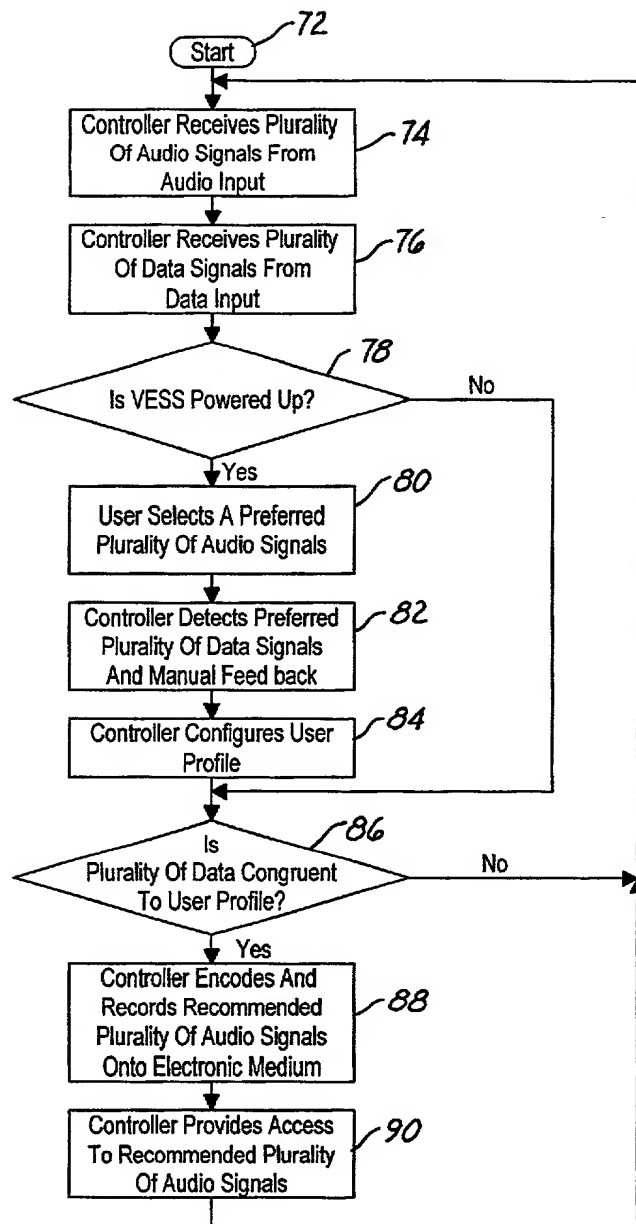 72
Start
Controller Receives Plurality
Of Audio Signals From
Audio Input
74
Controller Receives Plurality
Of Data Signals From
Data Input
76
78
Is VESS Powered Up?
No
Yes
80
User Selects A Preferred
Plurality Of Audio Signals
Controller Detects Preferred
Plurality Of Data Signals
And Manual Feed back
82
84
Controller Configures User
Profile
86
Is
Plurality Of Data Congruent
To User Profile?
No
Yes
Controller Encodes And
Records Recommended
Plurality Of Audio Signals
Onto Electronic Medium
88
Controller Provides Access
To Recommended Plurality
Of Audio Signals
90